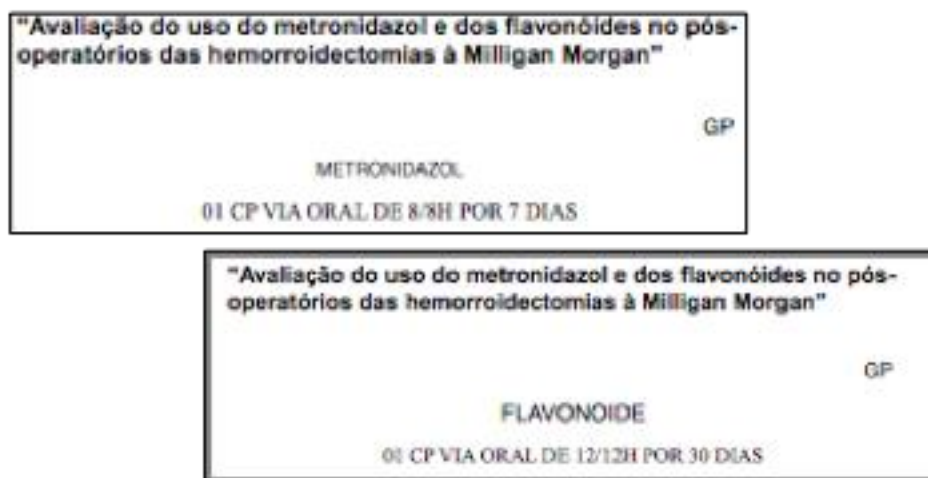 "Avaliação do uso do metronidazol e dos flavonóides no pós-
operatórios das hemorroidectomias à Milligan Morgan"
GP
METRONIDAZOL
01 CP VIA ORAL DE 8/8H POR 7 DIAS
"Avaliação do uso do metronidazol e dos flavonóides no pós-
operatórios das hemorroidectomias à Milligan Morgan"
GP
FLAVONOIDE
01 CP VIA ORAL DE 12/12H POR 30 DIAS